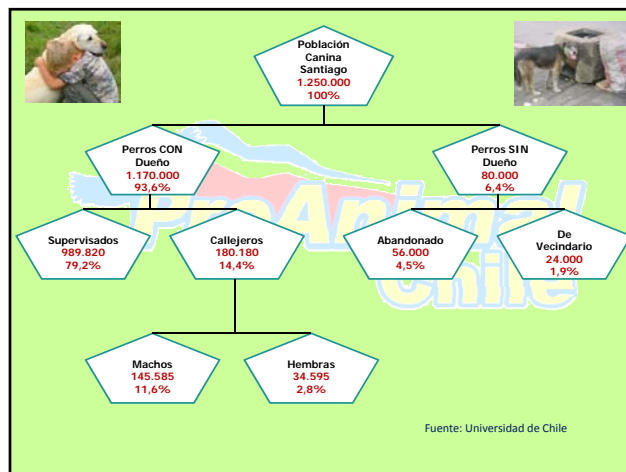 Población
Canina
Santiago
1.250.000
100%
Perros CON
Dueño
1.170.000
93,6%
Perros SIN
Dueño
80.000
6,4%
Supervisados
989.820
79,2%
Callejeros
180.180
14,4%
Abandonado
56.000
4,5%
De
Vecindario
24.000
1,9%
ProAnimal
Chile
Machos
145.585
11,6%
Hembras
34.595
2,8%
Fuente: Universidad de Chile